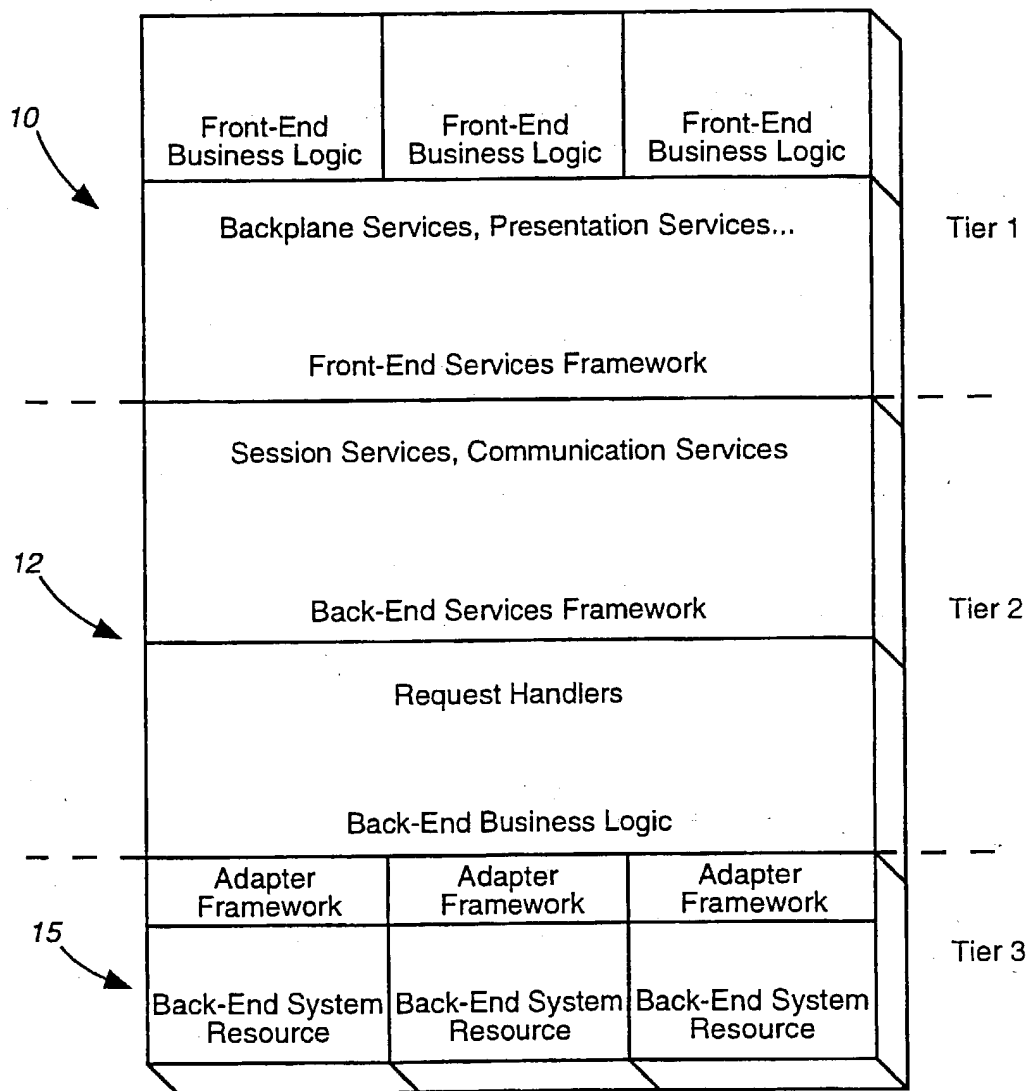 10
Front-End
Business Logic
Front-End
Business Logic
Front-End
Business Logic
Backplane Services, Presentation Services...
Tier 1
Front-End Services Framework
Session Services, Communication Services
12
Back-End Services Framework
Tier 2
Request Handlers
Back-End Business Logic
Adapter
Framework
Adapter
Framework
Adapter
Framework
15
Tier 3
Back-End System
Resource
Back-End System
Resource
Back-End System
Resource